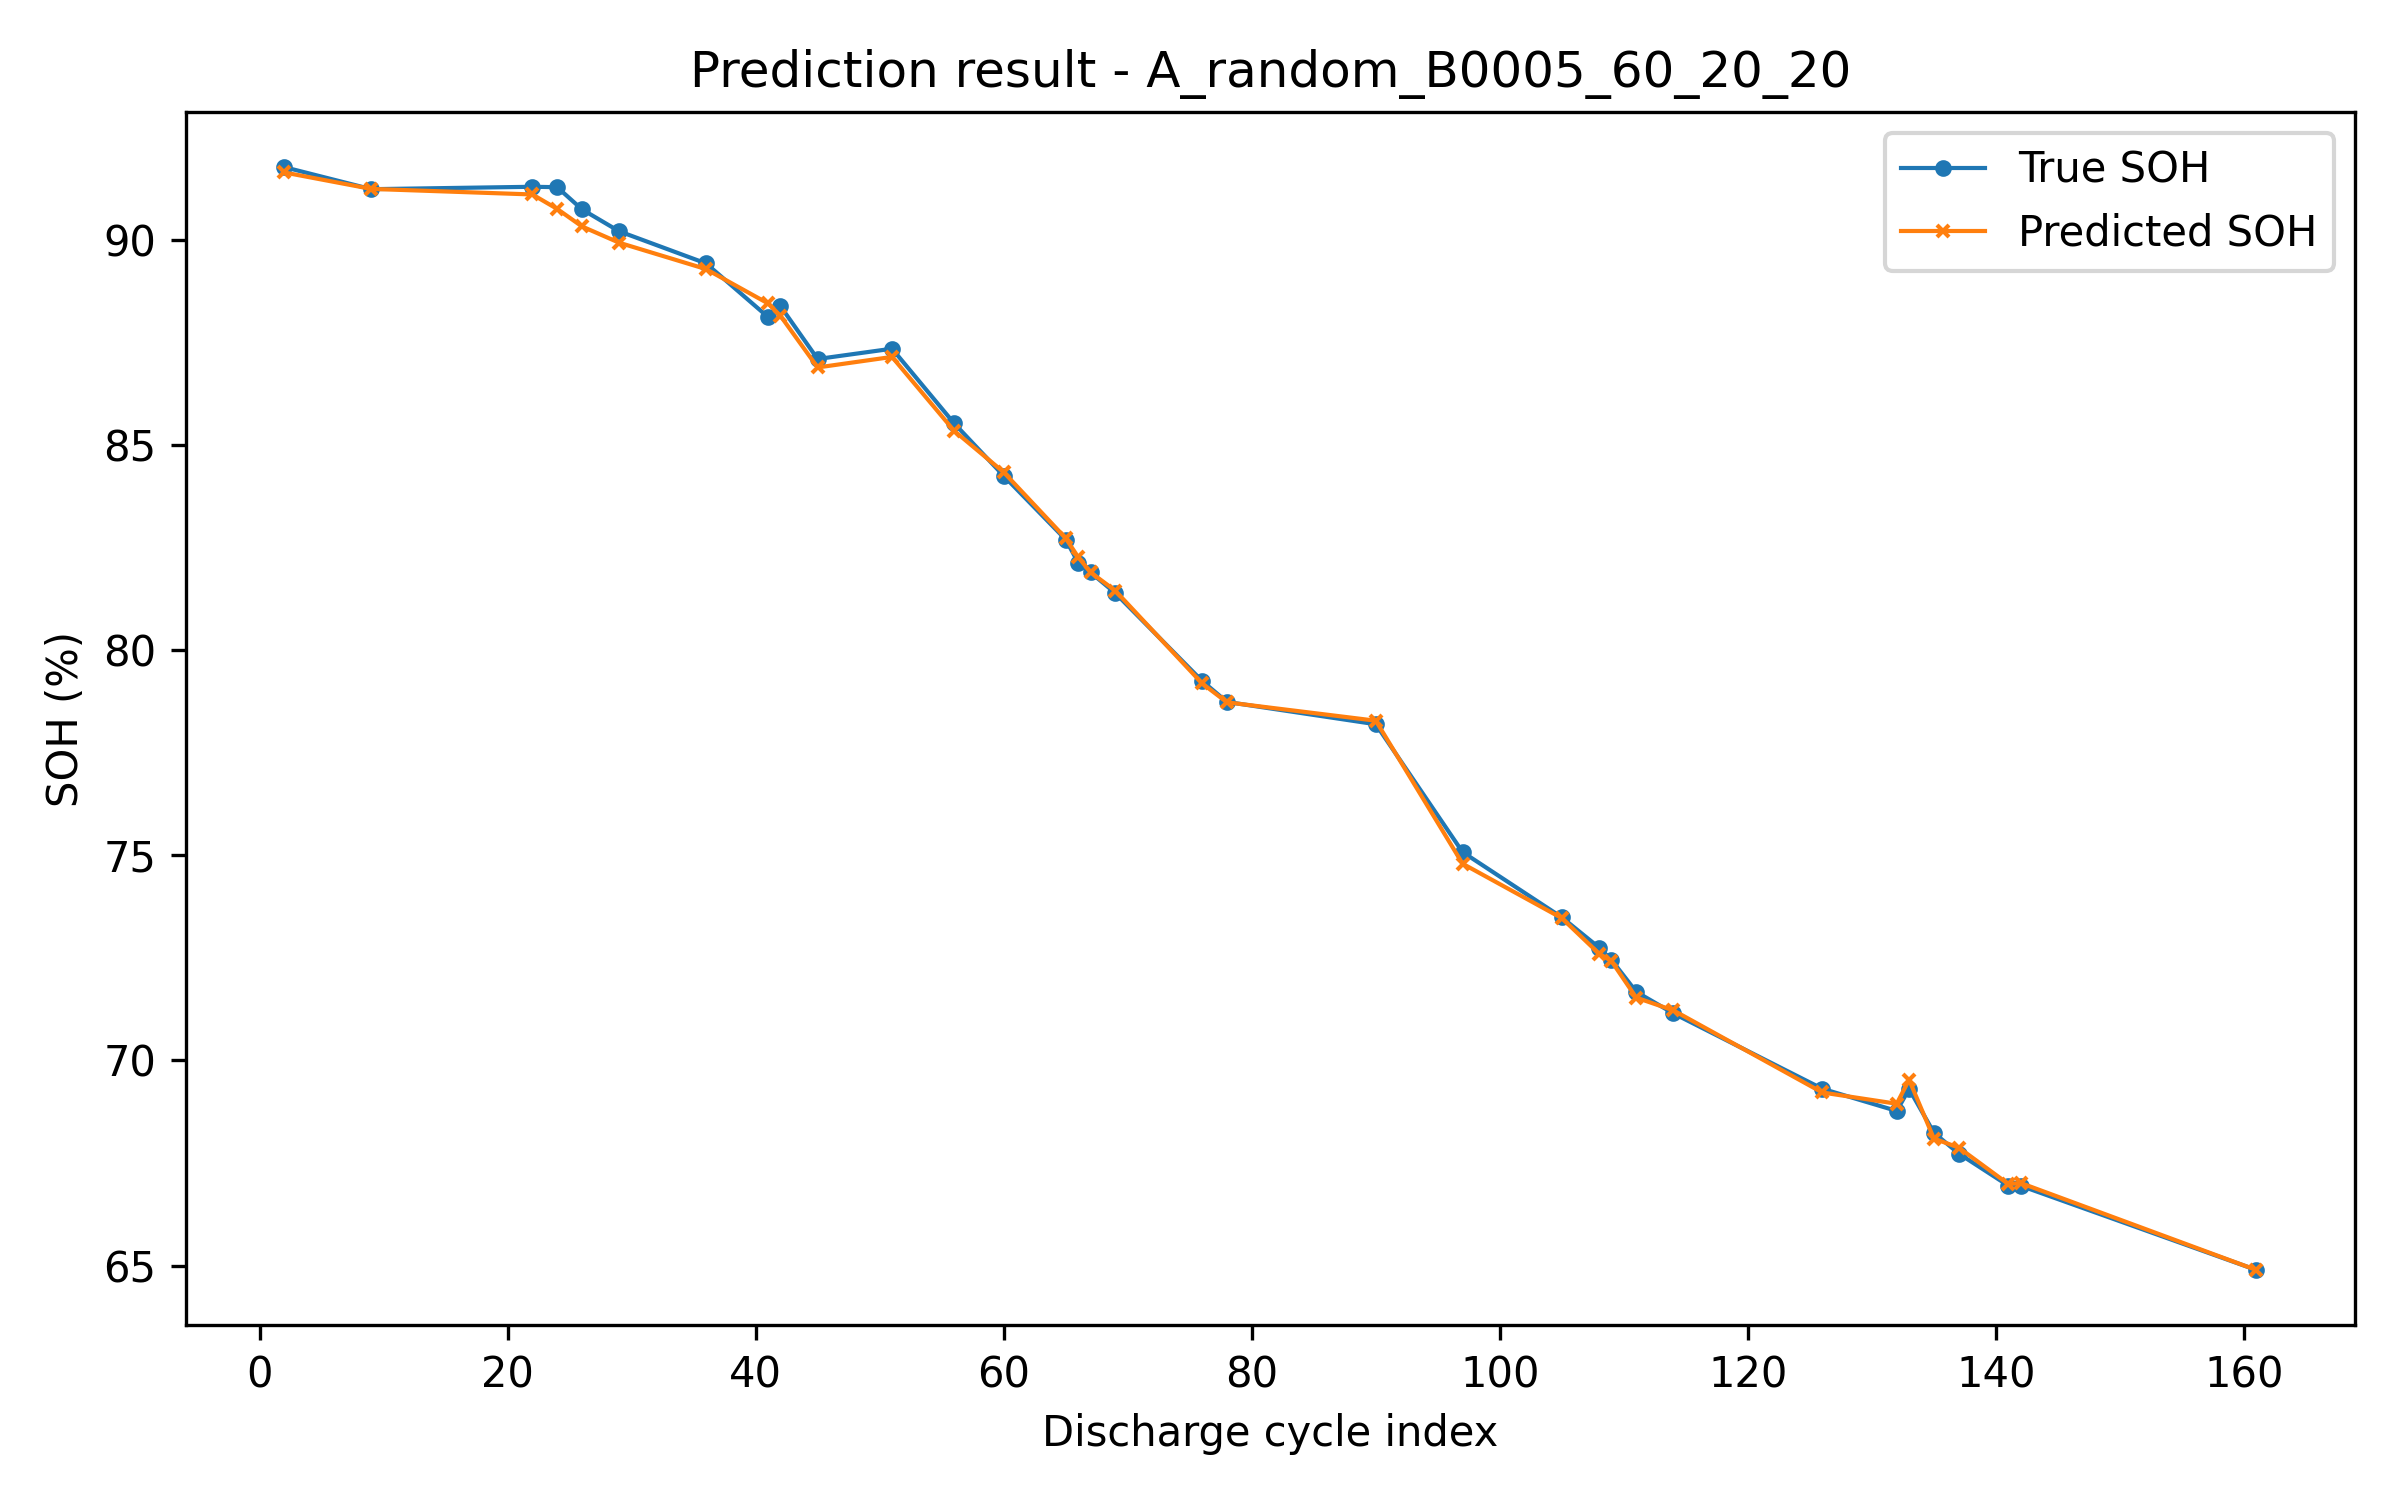 Prediction result - A_random_B0005_60_20_20
True SOH
Predicted SOH
90
85
80
75
70
65
SOH (%)
0 20 40 60 80 100 120 140 160
Discharge cycle index